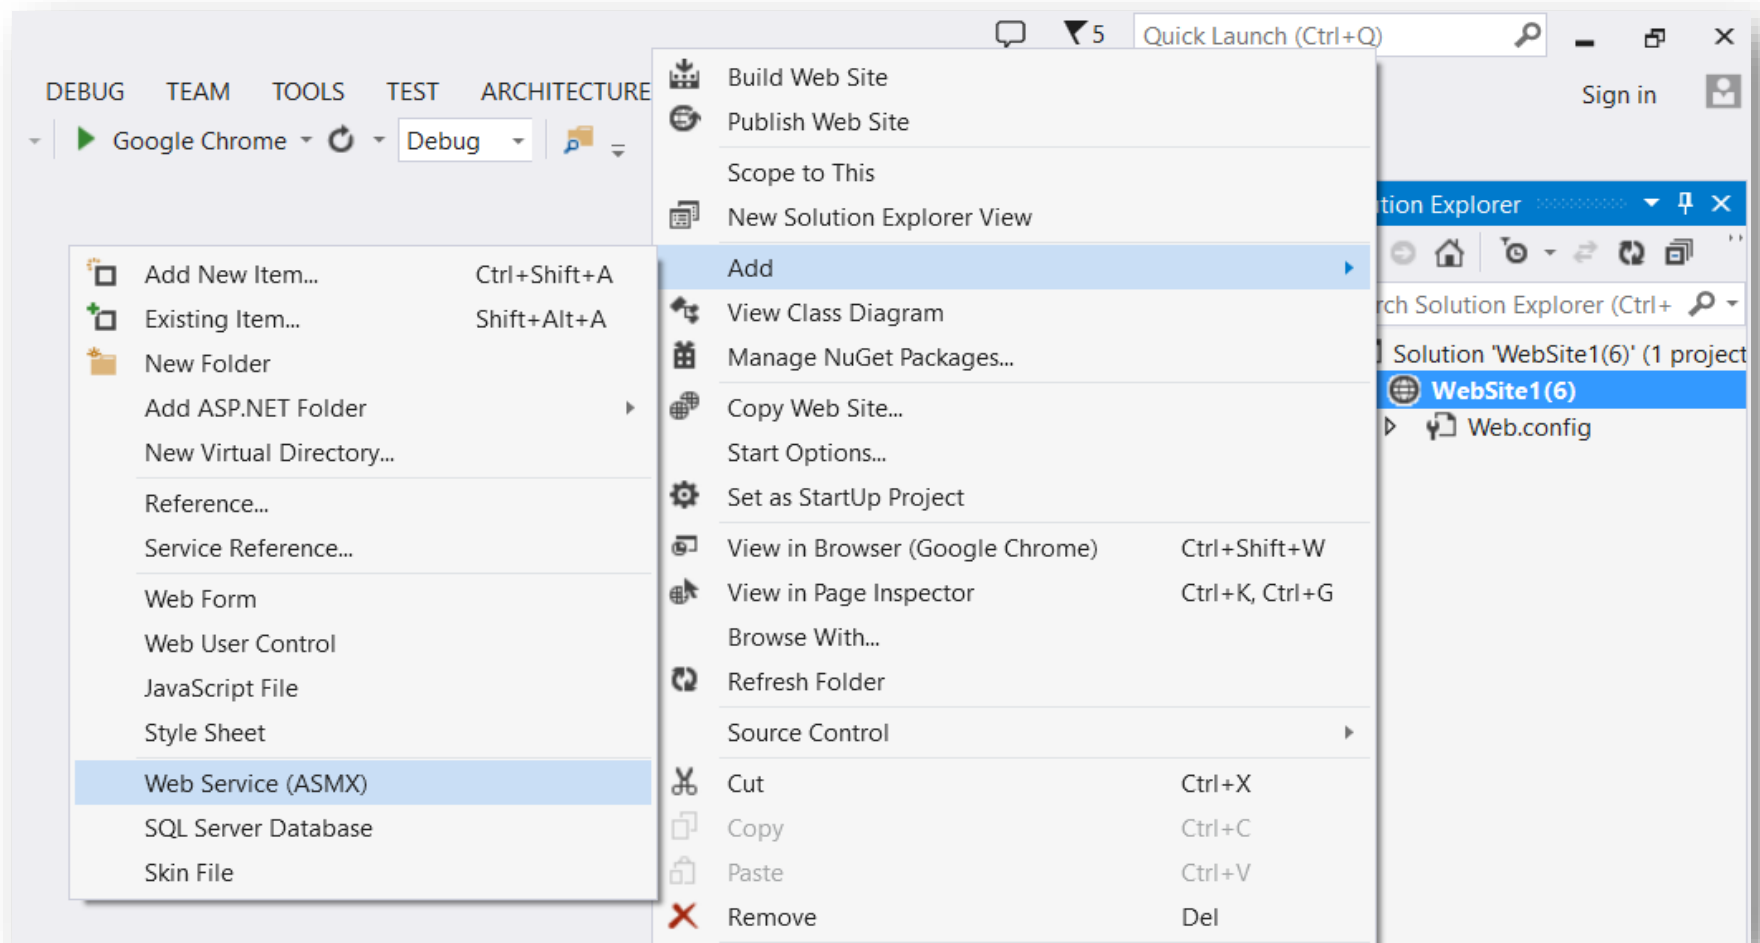 5
Quick Launch (Ctrl+Q)
DEBUG TEAM TOOLS TEST ARCHITECTURE
Sign in
Google Chrome Debug
Build Web Site
Publish Web Site
Scope to This
New Solution Explorer View
Add
View Class Diagram
Manage NuGet Packages...
Copy Web Site...
Start Options...
Set as StartUp Project
View in Browser (Google Chrome) Ctrl+Shift+W
View in Page Inspector Ctrl+K, Ctrl+G
Browse With...
Refresh Folder
Source Control
Cut Ctrl+X
Copy Ctrl+C
Paste Ctrl+V
Remove Del
Add New Item... Ctrl+Shift+A
Existing Item... Shift+Alt+A
New Folder
Add ASP.NET Folder
New Virtual Directory...
Reference...
Service Reference...
Web Form
Web User Control
JavaScript File
Style Sheet
Web Service (ASMX)
SQL Server Database
Skin File
tion Explorer
rch Solution Explorer (Ctrl+
Solution 'WebSite1(6)' (1 project
WebSite1(6)
Web.config